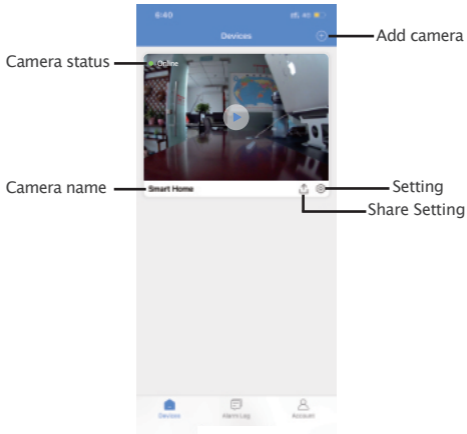 6:40
Devices
Add camera
Camera status
Online
Camera name
Smart Home
Setting
Share Setting
Devices
Alarm Log
Account